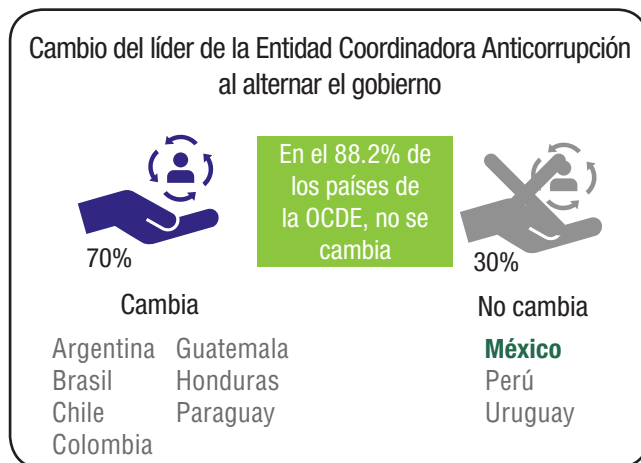 Cambio del líder de la Entidad Coordinadora Anticorrupción
al alternar el gobierno
En el 88.2% de
los países de
la OCDE, no se
cambia
70%
30%
Cambia
No cambia
Argentina Guatemala
Brasil Honduras
Chile Paraguay
Colombia
México
Perú
Uruguay